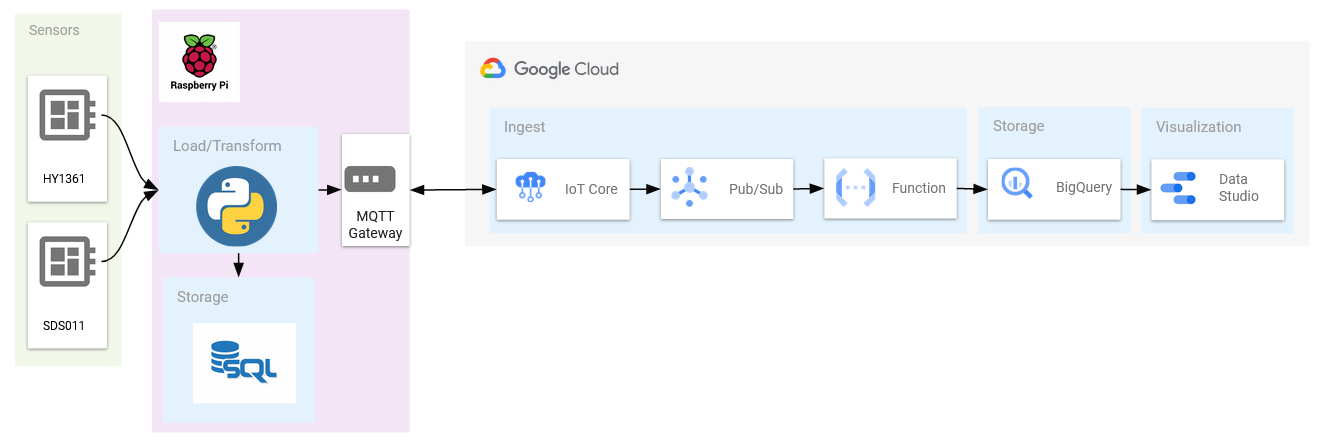 Sensors
HY1361
SDS011
Raspberry Pi
Load/Transform
MQTT
Gateway
Storage
SQL
Google Cloud
Ingest
IoT Core
Pub/Sub
Function
Storage
BigQuery
Visualization
Data
Studio